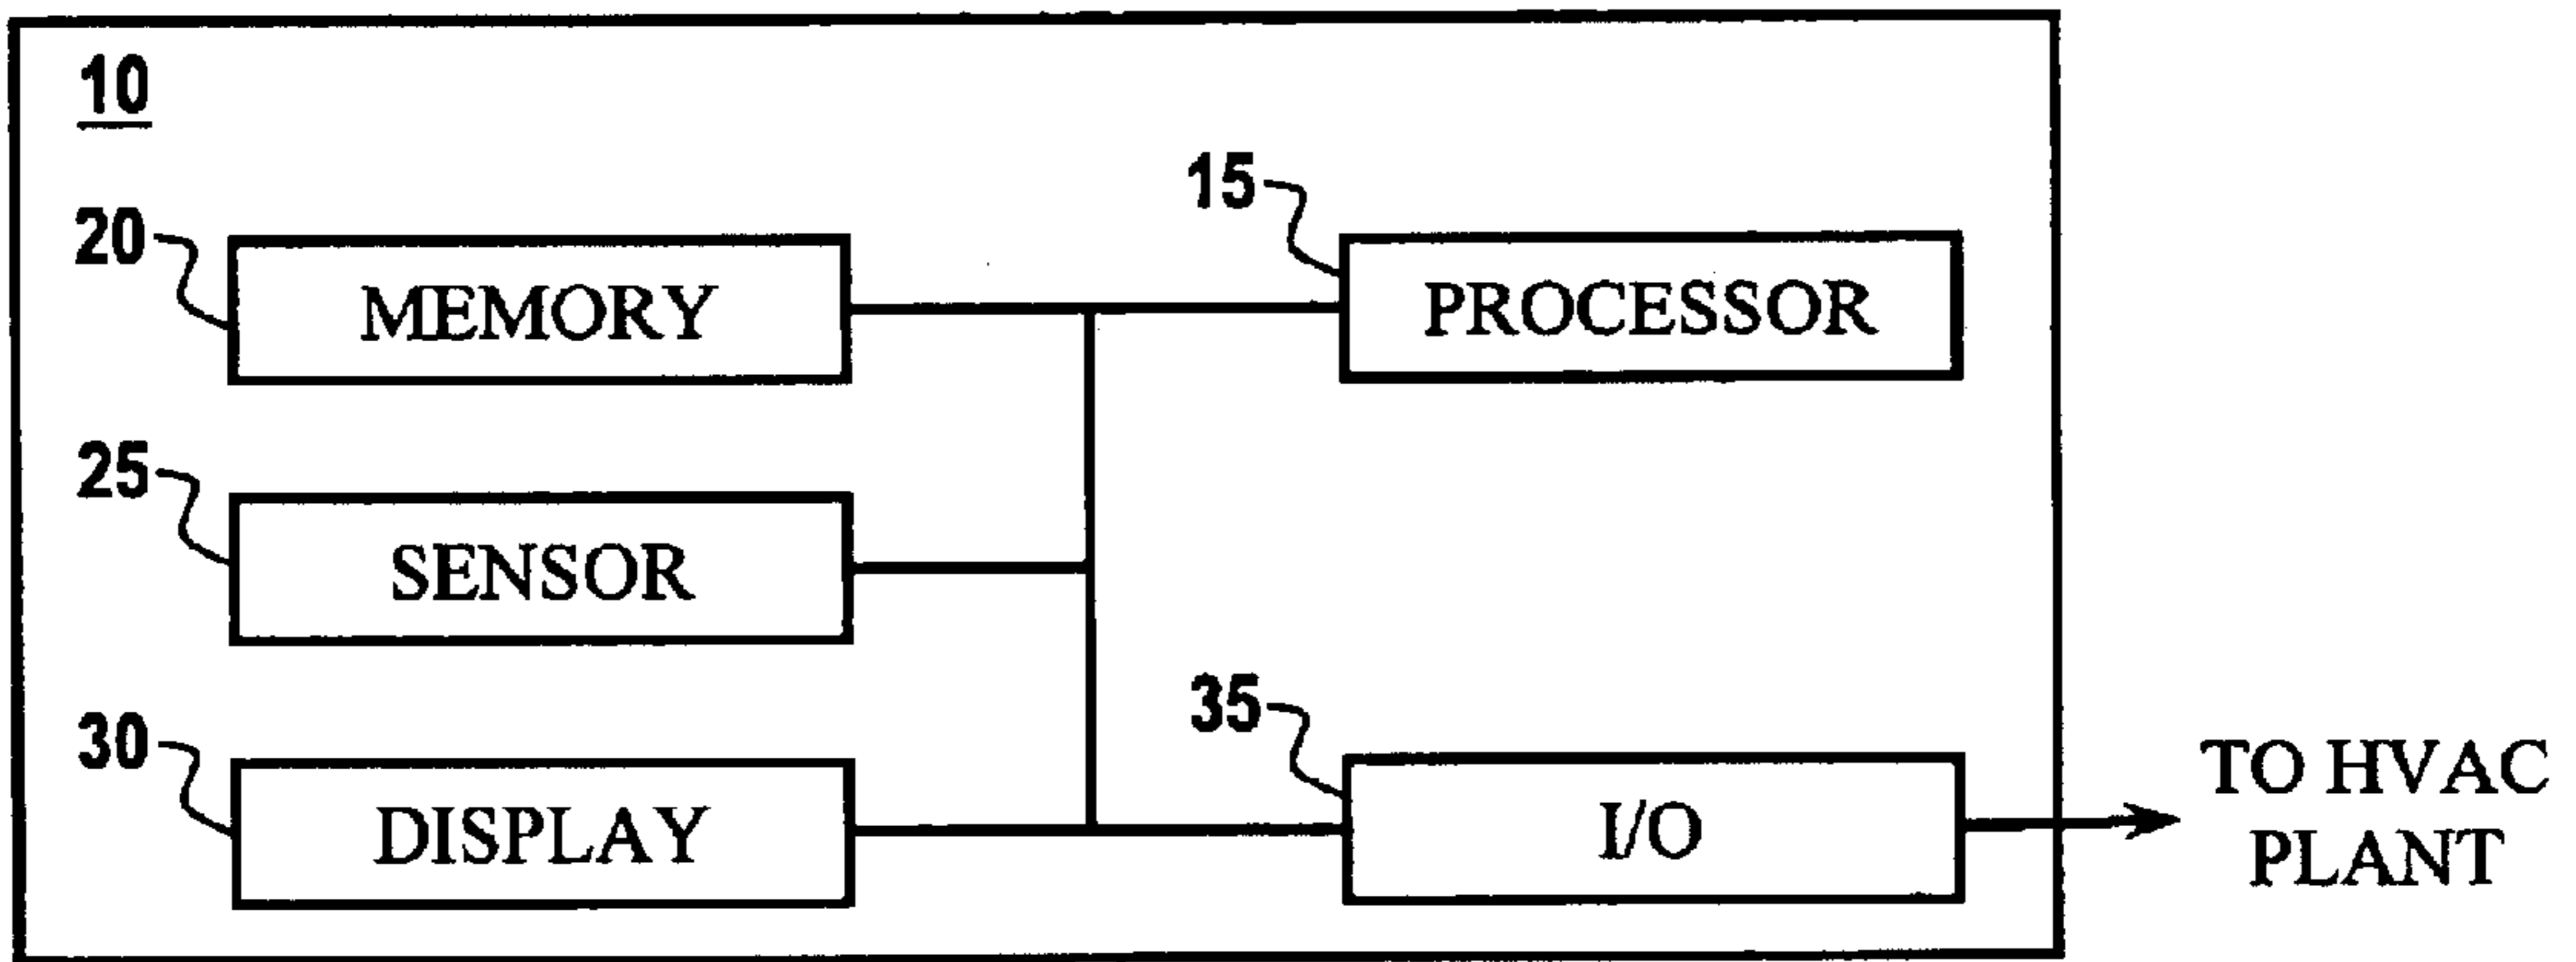 10
15
20
MEMORY
PROCESSOR
25
SENSOR
35
30
TO HVAC
PLANT
DISPLAY
I/O